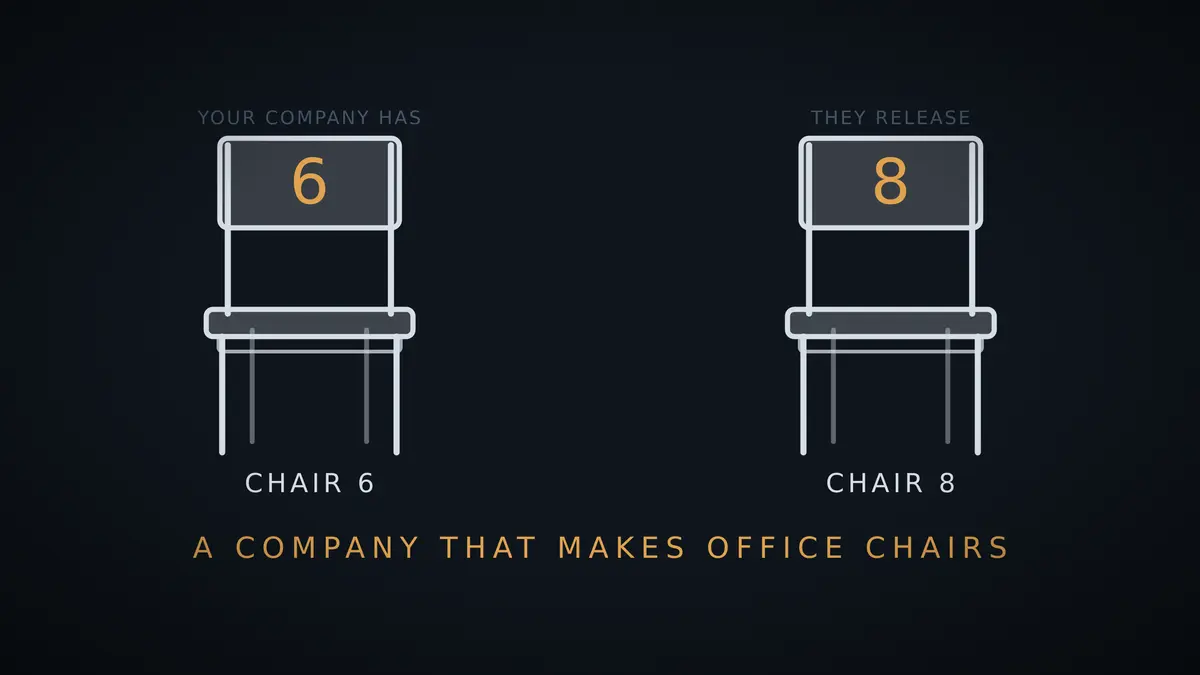 YOUR COMPANY HAS
THEY RELEASE
6
8
CHAIR 6
CHAIR 8
A COMPANY THAT MAKES OFFICE CHAIRS